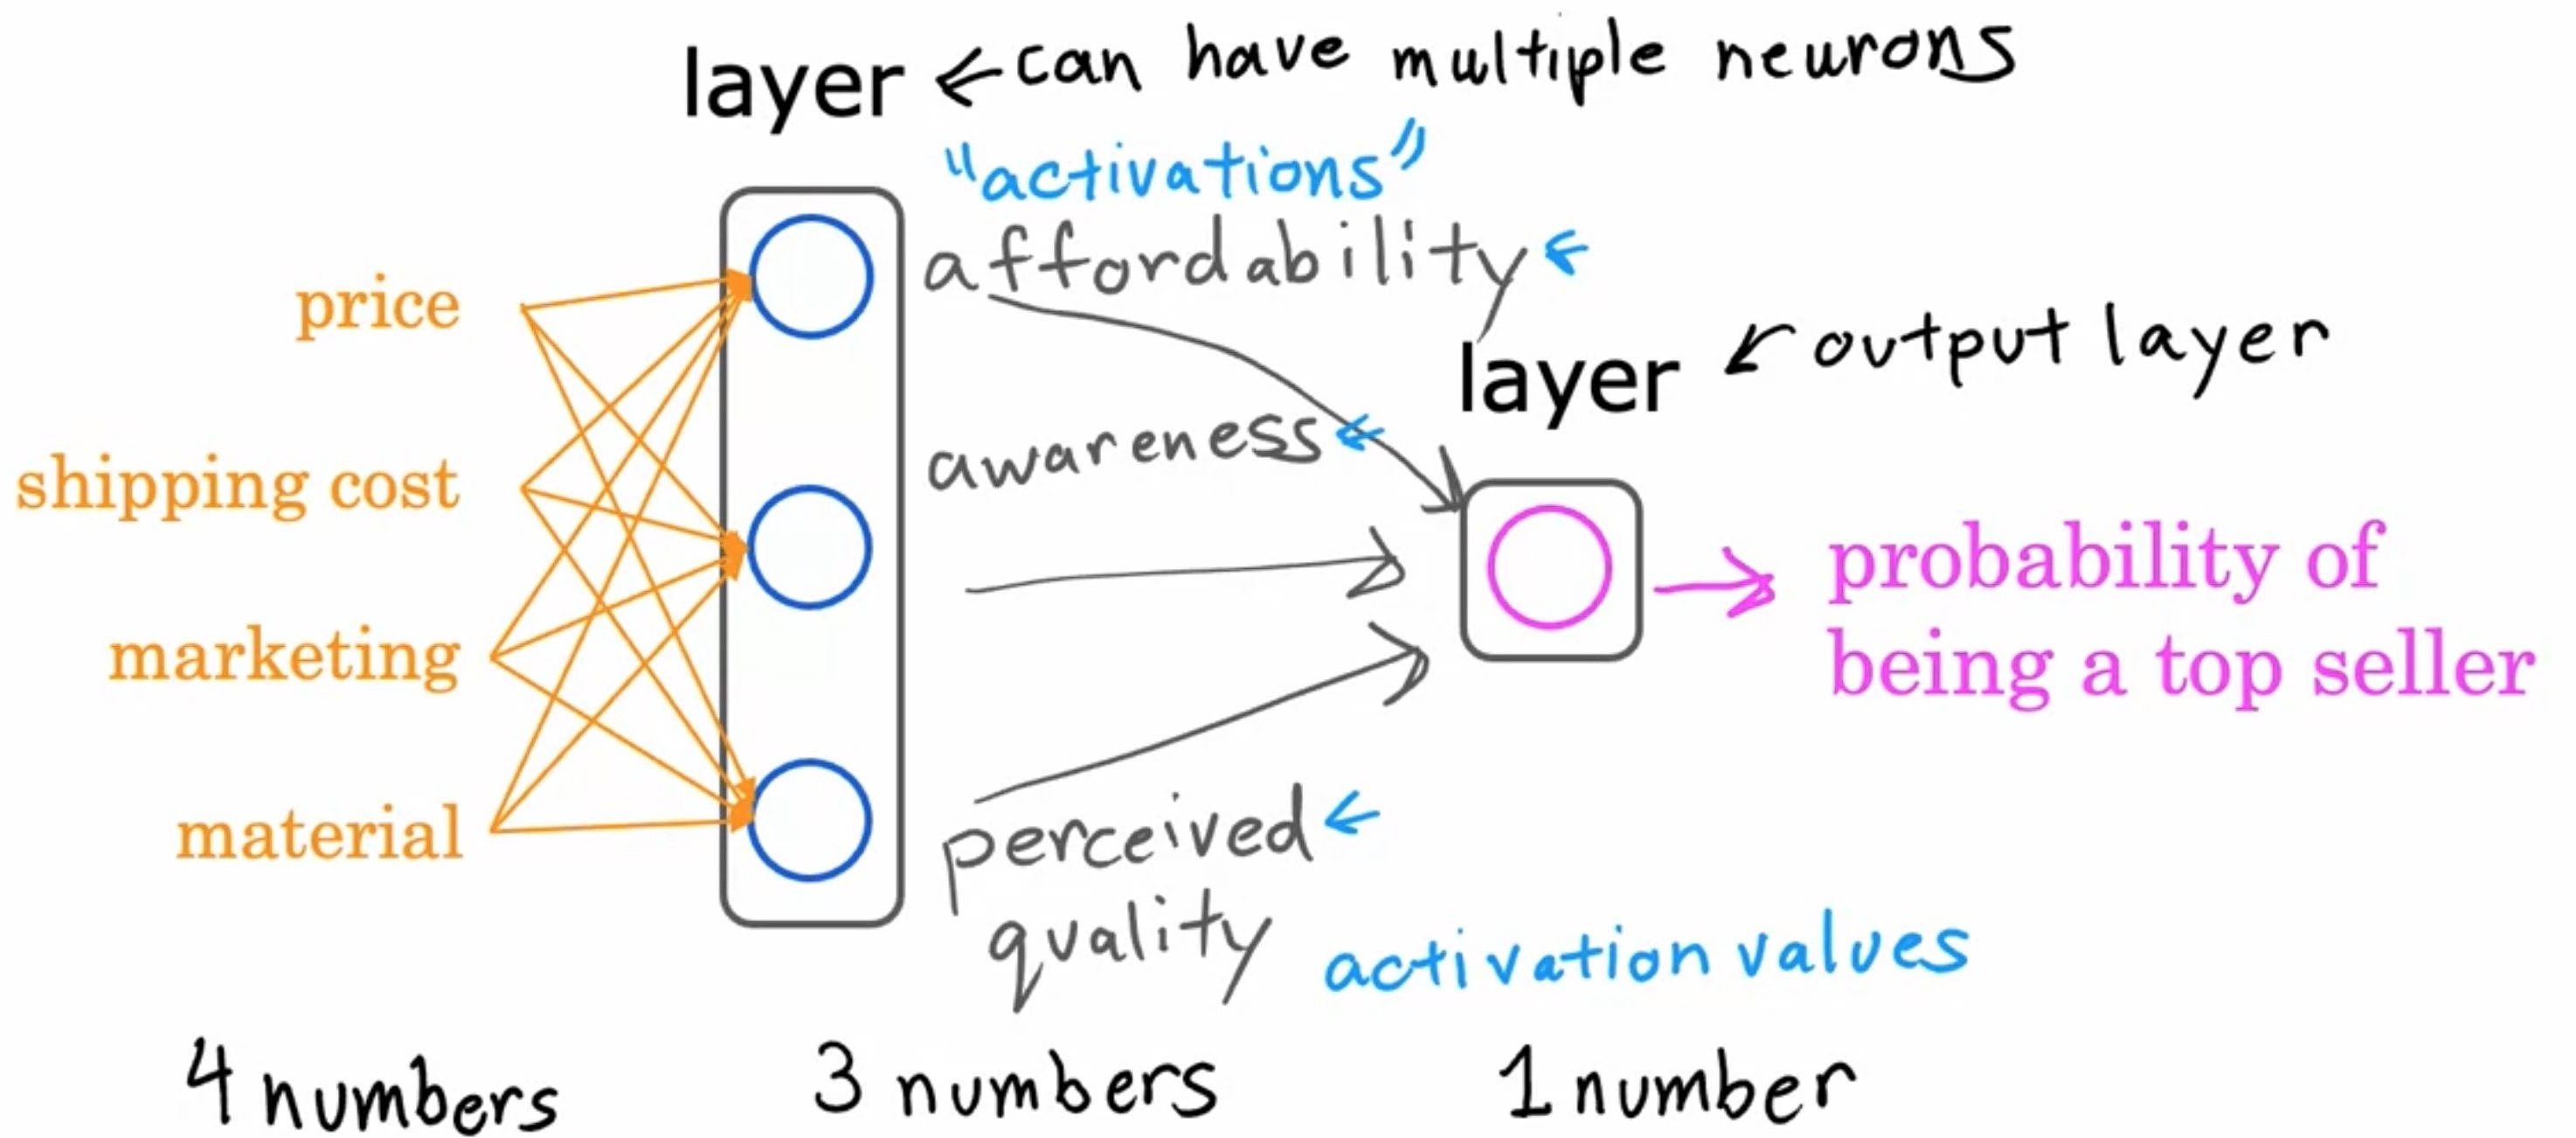 layer ← can have multiple neurons
"activations"
affordability ←
price
layer ↙ output layer
awareness ←
shipping cost
probability of
being a top seller
marketing
material
perceived ←
quality
activation values
4 numbers
3 numbers
1 number